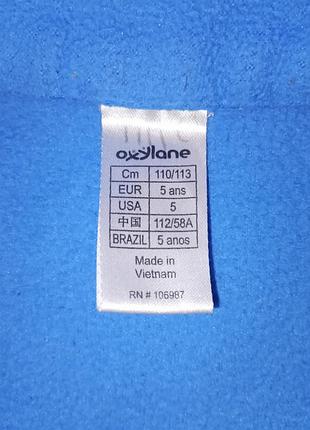 oxylane
Cm 110/113
EUR 5 ans
USA 5
中国 112/58A
BRAZIL 5 anos
Made in
Vietnam
RN # 106987